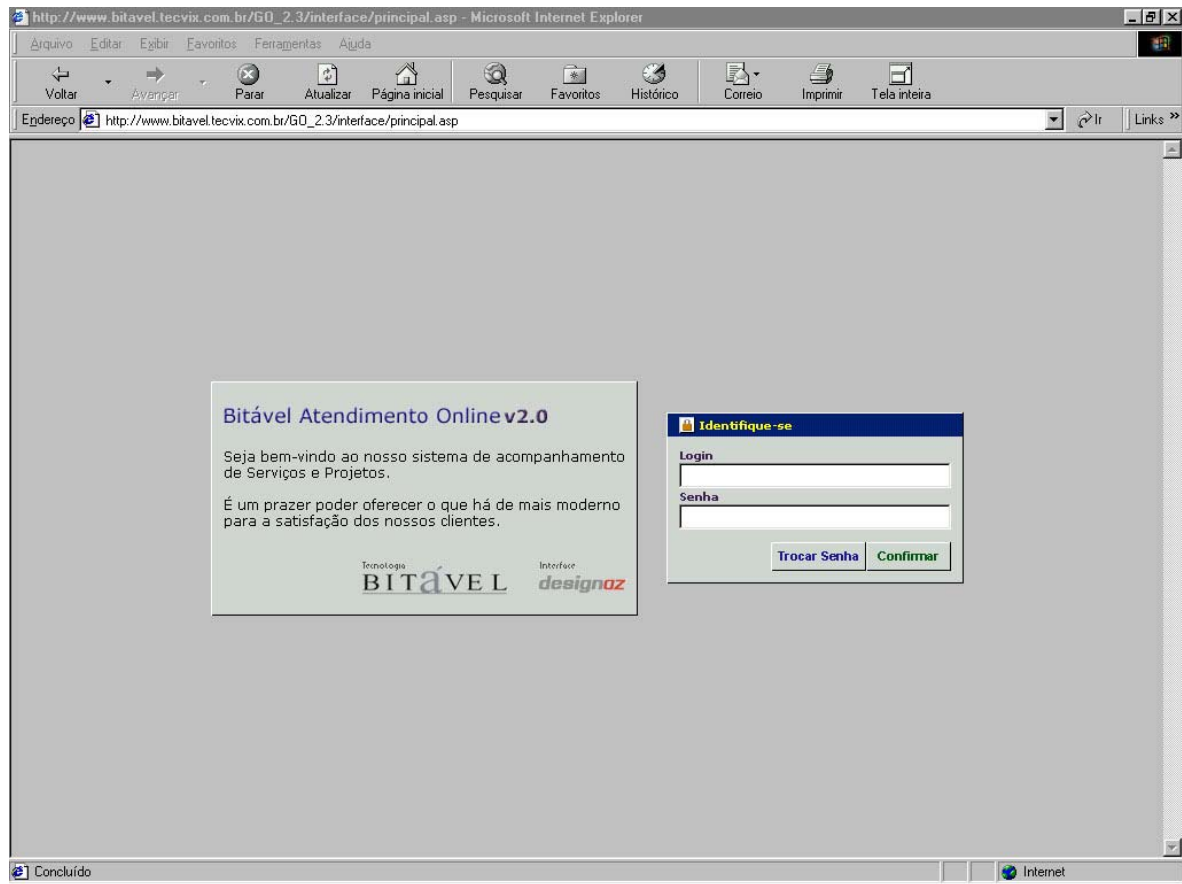 http://www.bitavel.tecvix.com.br/GO_2.3/interface/principal.asp - Microsoft Internet Explorer
Arquivo Editar Exibir Favoritos Ferramentas Ajuda
Voltar Avançar Parar Atualizar Página inicial Pesquisar Favoritos Histórico Correio Imprimir Tela inteira
Endereço http://www.bitavel.tecvix.com.br/GO_2.3/interface/principal.asp Ir Links »
Bitável Atendimento Online v2.0
Seja bem-vindo ao nosso sistema de acompanhamento
de Serviços e Projetos.
É um prazer poder oferecer o que há de mais moderno
para a satisfação dos nossos clientes.
Tecnologia
BITáVEL
Interface
designaz
Identifique-se
Login
Senha
Trocar Senha Confirmar
Concluído Internet